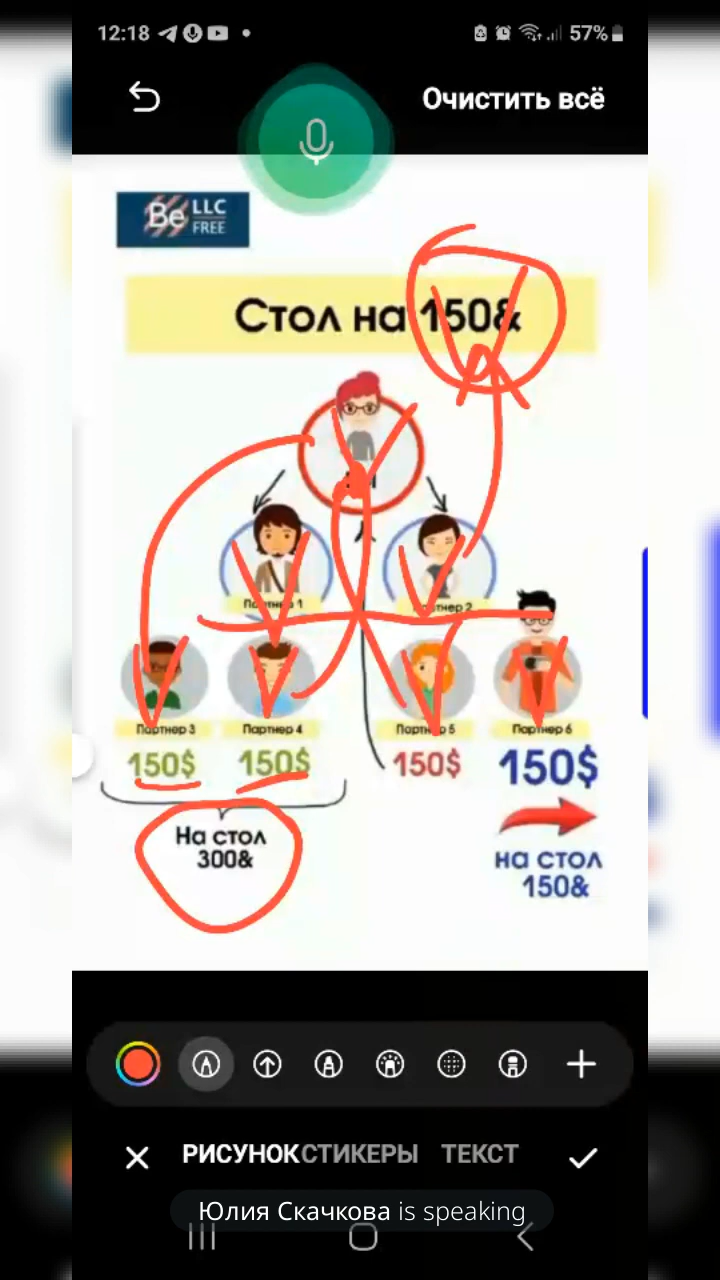 12:18
57%
Очистить всё
Be LLC
FREE
Стол на 150&
Партнер 1
Партнер 2
Партнер 3
Партнер 4
Партнер 5
Партнер 6
150$
150$
150$
150$
На стол
300&
на стол
150&
РИСУНОК
СТИКЕРЫ
ТЕКСТ
Юлия Скачкова is speaking